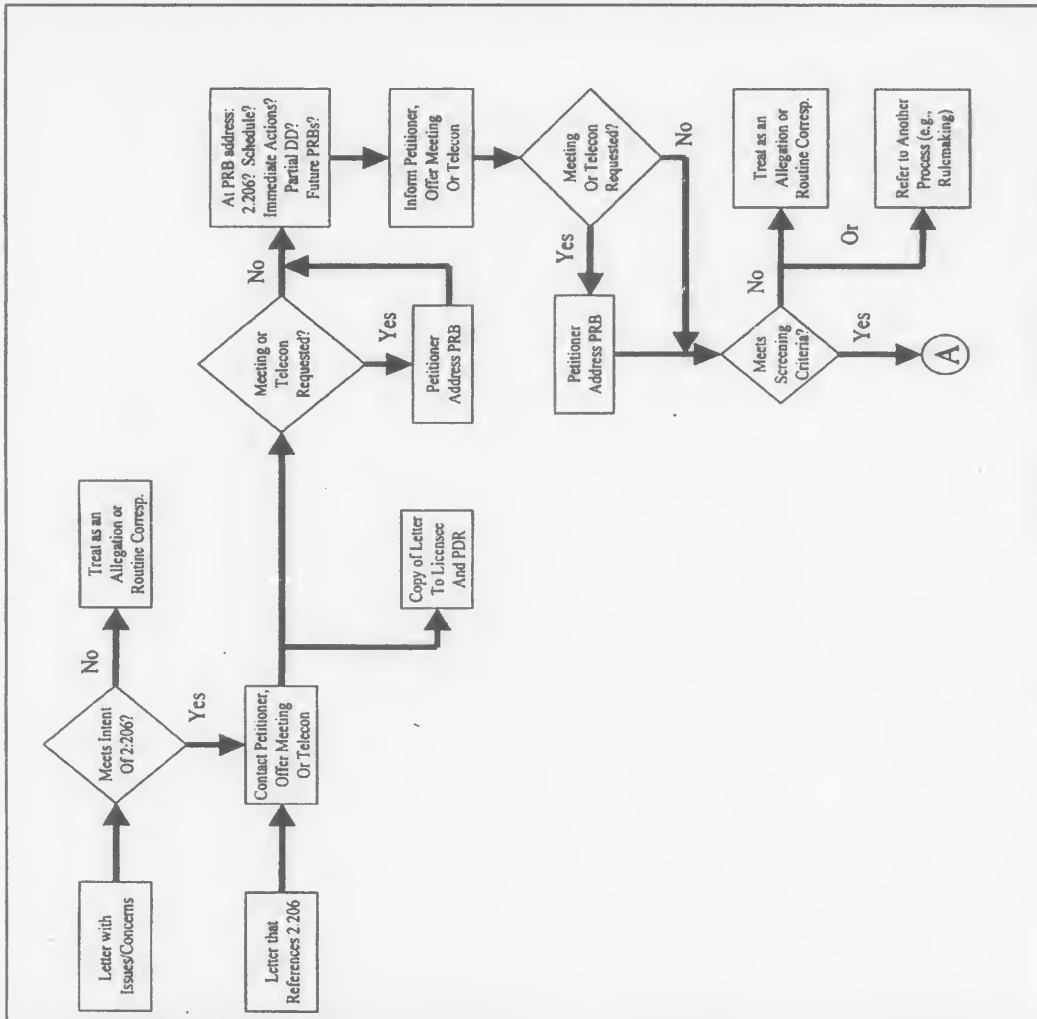 Letter with
Issues/Concerns
Meets Intent
Of 2:206?
No
Treat as an
Allegation or
Routine Corresp.
Yes
Letter that
References 2.206
Contact Petitioner,
Offer Meeting
Or Telecon
Copy of Letter
To Licensee
And PDR
Meeting or
Telecon
Requested?
No
Yes
Petitioner
Address PRB
At PRB address:
2.206? Schedule?
Immediate Actions?
Partial DD?
Future PRBs?
Inform Petitioner,
Offer Meeting
Or Telecon
Meeting
Or Telecon
Requested?
Yes
No
Petitioner
Address PRB
Meets
Screening
Criteria?
No
Treat as an
Allegation or
Routine Corresp.
Or
Refer to Another
Process (e.g.,
Rulemaking)
Yes
A